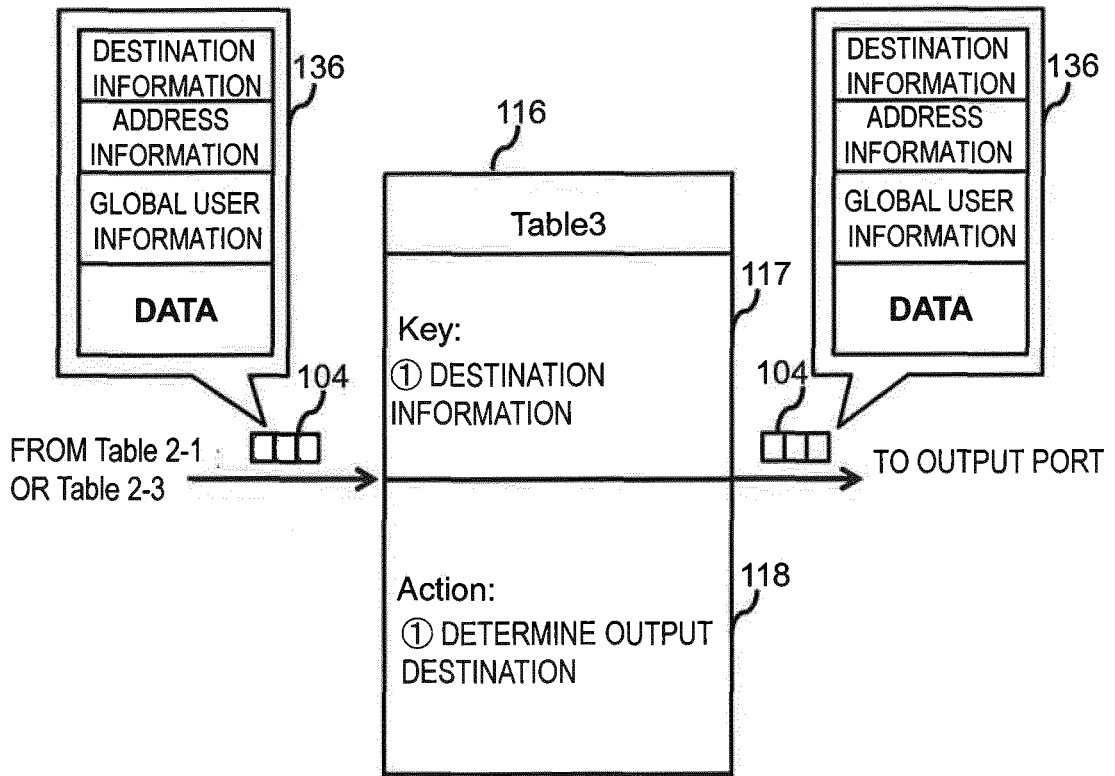 DESTINATION
INFORMATION
ADDRESS
INFORMATION
GLOBAL USER
INFORMATION
DATA
136
104
FROM Table 2-1
OR Table 2-3
116
Table3
117
Key:
① DESTINATION
INFORMATION
Action:
① DETERMINE OUTPUT
DESTINATION
118
DESTINATION
INFORMATION
ADDRESS
INFORMATION
GLOBAL USER
INFORMATION
DATA
136
104
TO OUTPUT PORT